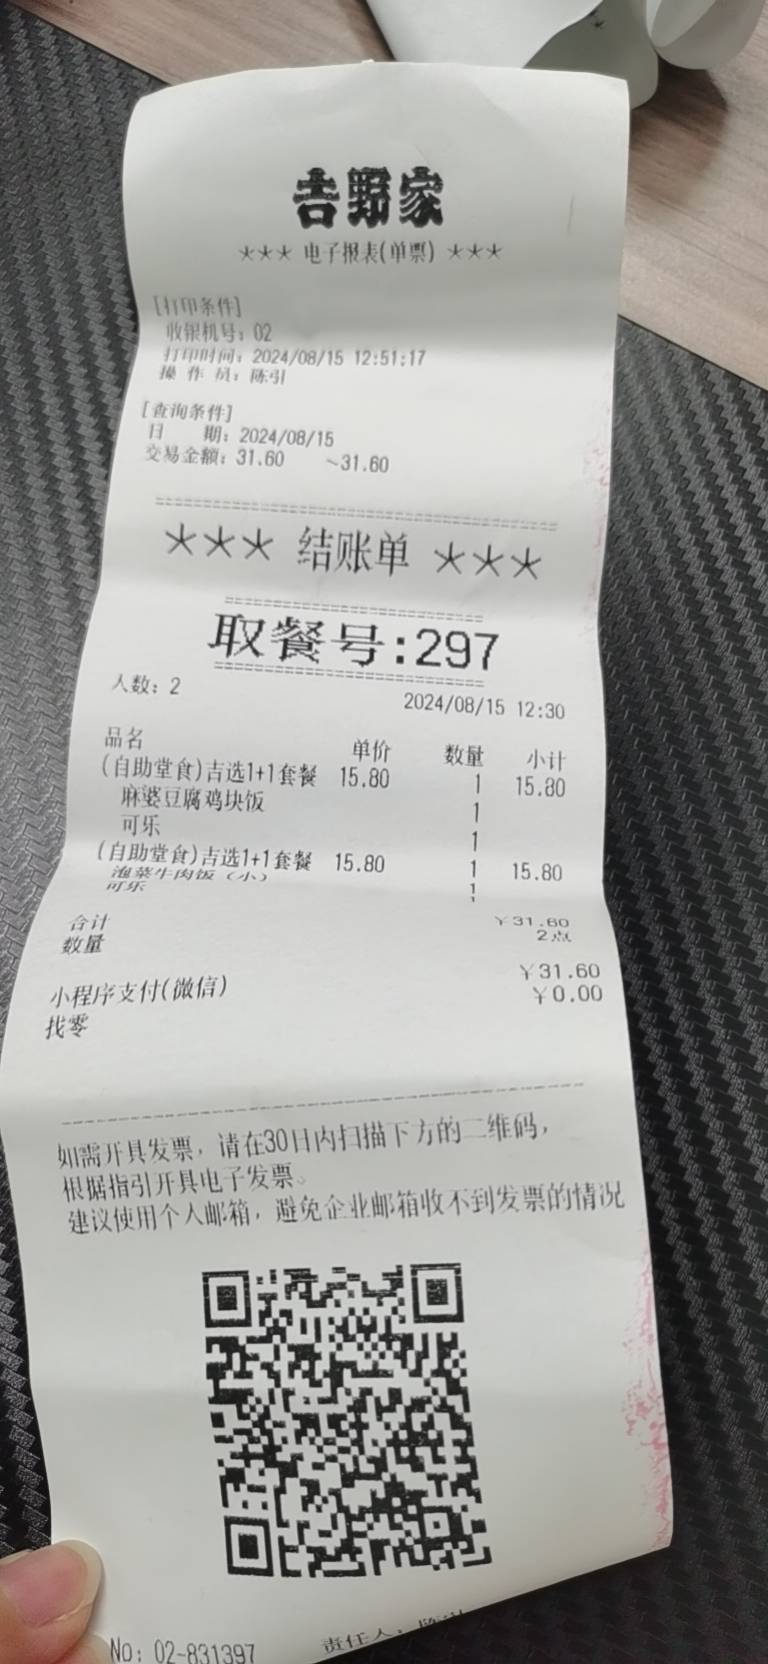 吉野家
*** 电子报表(单票) ***
[打印条件]
收银机号: 02
打印时间: 2024/08/15 12:51:17
操 作 员: 陈引
[查询条件]
日 期: 2024/08/15
交易金额: 31.60 ~31.60
*** 结账单 ***
取餐号:297
人数: 2
2024/08/15 12:30
品名 单价 数量 小计
(自助堂食)吉选1+1套餐 15.80 1 15.80
麻婆豆腐鸡块饭 1
可乐 1
(自助堂食)吉选1+1套餐 15.80 1 15.80
泡菜牛肉饭(小) 1
可乐 1
合计 ￥31.60
数量 2点
小程序支付(微信) ￥31.60
找零 ￥0.00
如需开具发票，请在30日内扫描下方的二维码，
根据指引开具电子发票。
建议使用个人邮箱，避免企业邮箱收不到发票的情况
No: 02-831397 责任人: